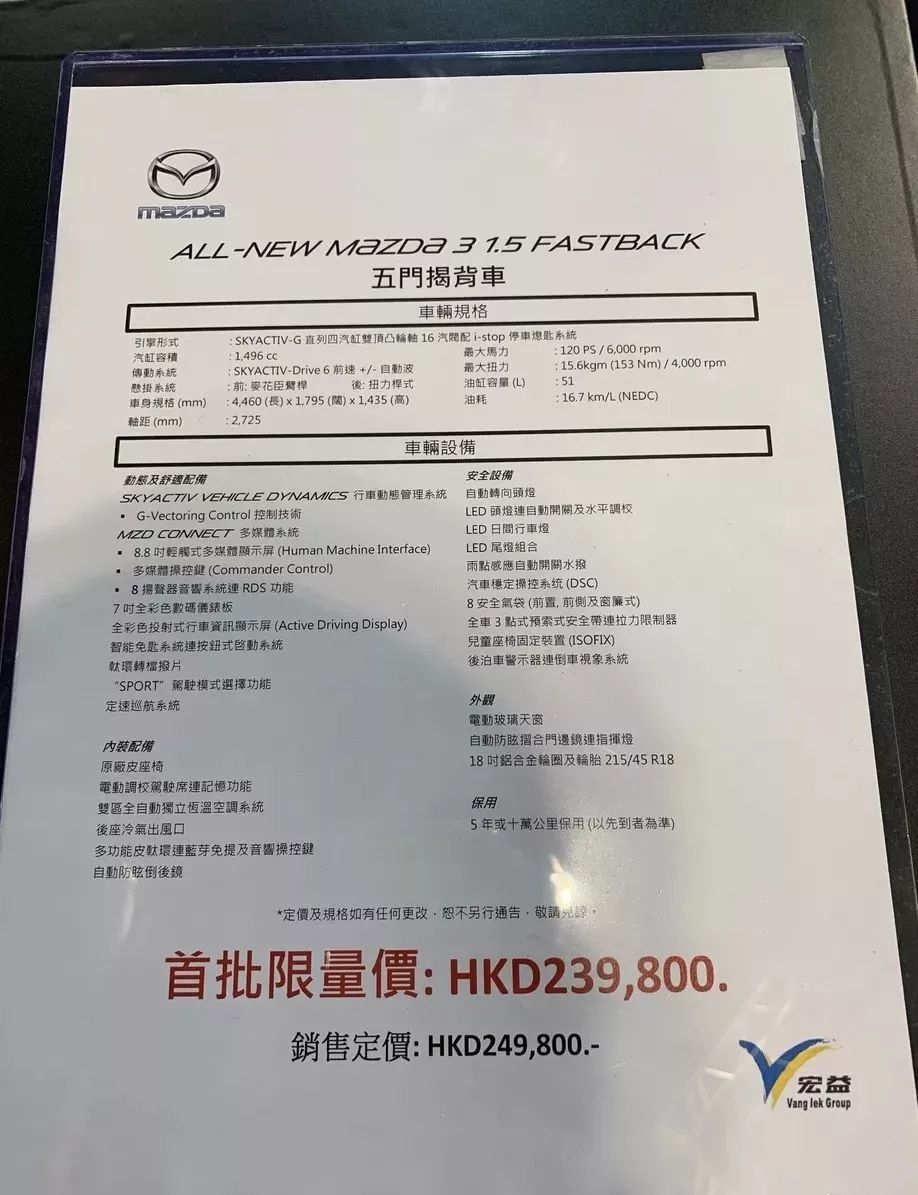 mazda
ALL-NEW mazda 3 1.5 FASTBACK
五門揭背車
車輛規格
引擎形式 : SKYACTIV-G 直列四汽缸雙頂凸輪軸 16 汽閥配 i-stop 停車熄匙系統
汽缸容積 : 1,496 cc
傳動系統 : SKYACTIV-Drive 6 前速 +/- 自動波
懸掛系統 : 前: 麥花臣臂桿 後: 扭力桿式
車身規格 (mm) : 4,460 (長) x 1,795 (闊) x 1,435 (高)
軸距 (mm) : 2,725
最大馬力 : 120 PS / 6,000 rpm
最大扭力 : 15.6kgm (153 Nm) / 4,000 rpm
油缸容量 (L) : 51
油耗 : 16.7 km/L (NEDC)
車輛設備
動態及舒適配備
SKYACTIV VEHICLE DYNAMICS 行車動態管理系統
▪ G-Vectoring Control 控制技術
MZD CONNECT 多媒體系統
▪ 8.8 吋輕觸式多媒體顯示屏 (Human Machine Interface)
▪ 多媒體操控鍵 (Commander Control)
▪ 8 揚聲器音響系統連 RDS 功能
7 吋全彩色數碼儀錶板
全彩色投射式行車資訊顯示屏 (Active Driving Display)
智能免匙系統連按鈕式啓動系統
軚環轉檔撥片
“SPORT” 駕駛模式選擇功能
定速巡航系統
內裝配備
原廠皮座椅
電動調校駕駛席連記憶功能
雙區全自動獨立恆溫空調系統
後座冷氣出風口
多功能皮軚環連藍芽免提及音響操控鍵
自動防眩倒後鏡
安全設備
自動轉向頭燈
LED 頭燈連自動開關及水平調校
LED 日間行車燈
LED 尾燈組合
雨點感應自動開關水撥
汽車穩定操控系统 (DSC)
8 安全氣袋 (前置, 前側及窗簾式)
全車 3 點式預索式安全帶連拉力限制器
兒童座椅固定裝置 (ISOFIX)
後泊車警示器連倒車視象系統
外觀
電動玻璃天窗
自動防眩摺合門邊鏡連指揮燈
18 吋鋁合金輪圈及輪胎 215/45 R18
保用
5 年或十萬公里保用 (以先到者為準)
*定價及規格如有任何更改，恕不另行通告，敬請見諒。
首批限量價: HKD239,800.
銷售定價: HKD249,800.-
宏益
Vang Iek Group